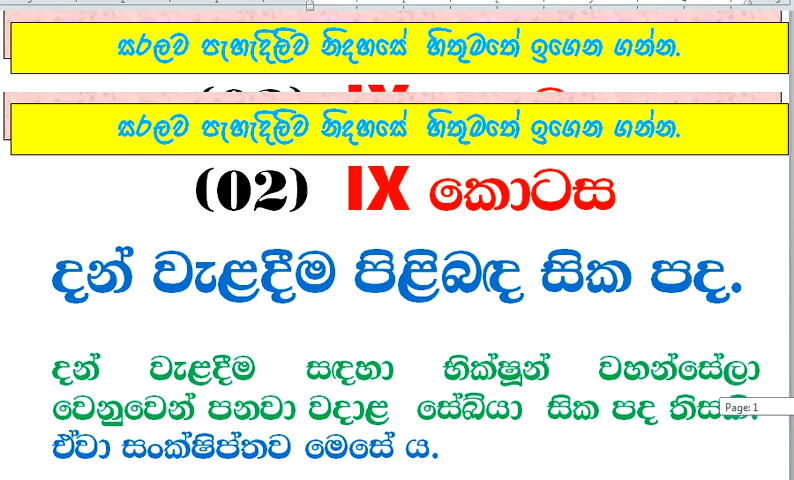 සරලව පැහැදිලිව නිදහසේ හිතුමතේ ඉගෙන ගන්න.
සරලව පැහැදිලිව නිදහසේ හිතුමතේ ඉගෙන ගන්න.
(02) IX කොටස
දන් වැළදීම පිළිබඳ සික පද.
දන් වැළදීම සඳහා භික්ෂූන් වහන්සේලා
වෙනුවෙන් පනවා වදාළ සේඛියා සික පද
ඒවා සංක්ෂිප්තව මෙසේ ය.
Page: 1